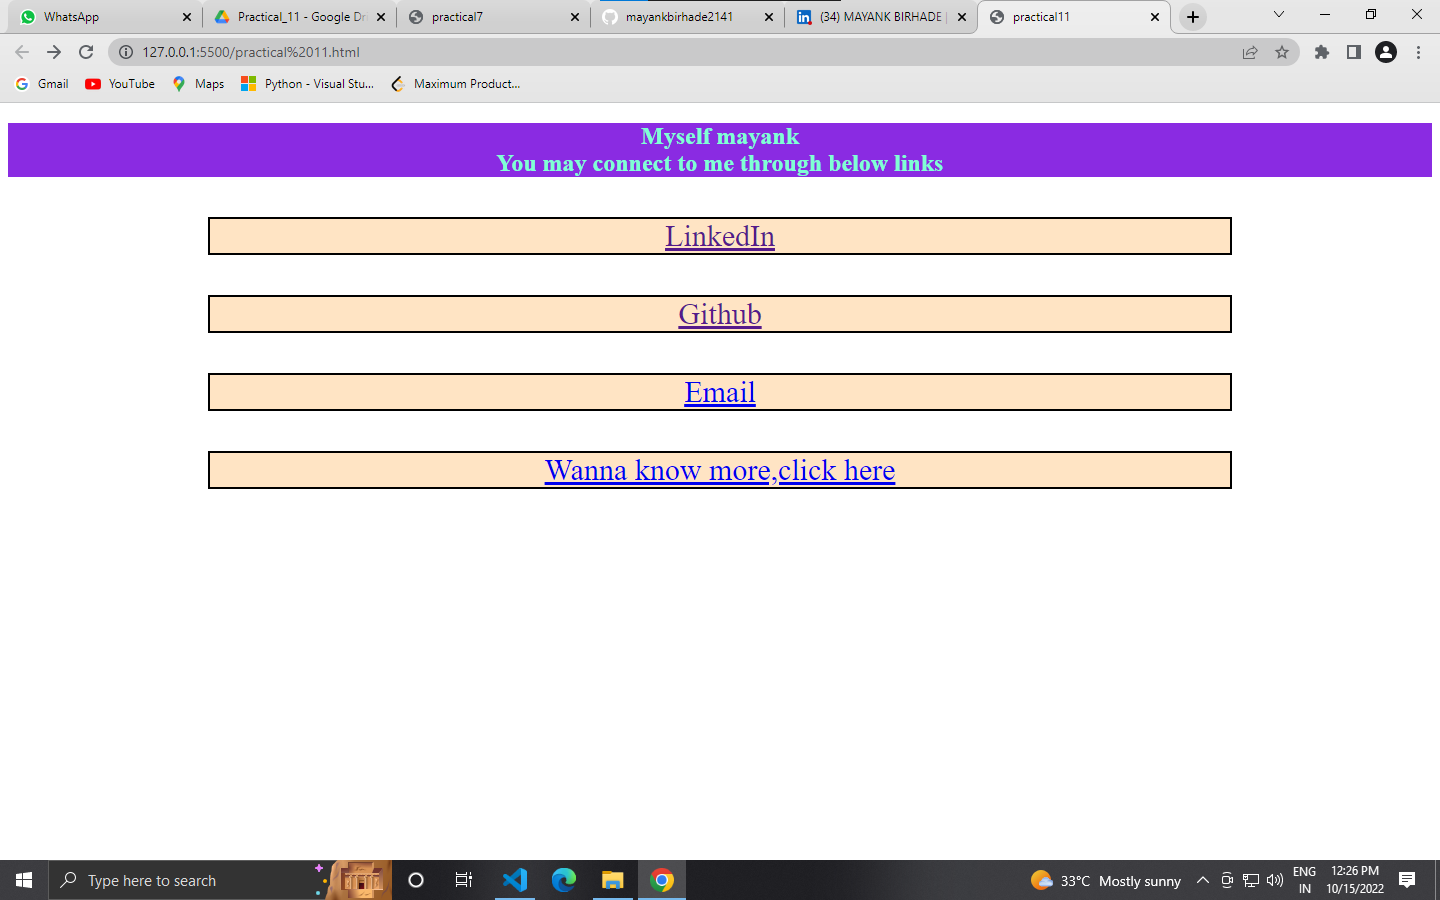 WhatsApp
Practical_11 - Google Dri
practical7
mayankbirhade2141
(34) MAYANK BIRHADE |
practical11
127.0.0.1:5500/practical%2011.html
Gmail
YouTube
Maps
Python - Visual Stu...
Maximum Product...
Myself mayank
You may connect to me through below links
LinkedIn
Github
Email
Wanna know more,click here
Type here to search
33°C Mostly sunny
ENG
IN
12:26 PM
10/15/2022